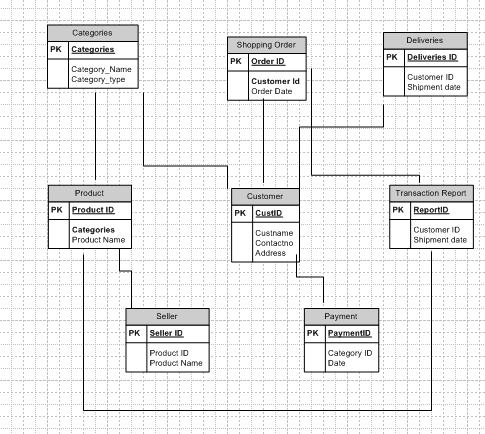 Categories
PK Categories
Category_Name
Category_type
Shopping Order
PK Order ID
Customer Id
Order Date
Deliveries
PK Deliveries ID
Customer ID
Shipment date
Product
PK Product ID
Categories
Product Name
Customer
PK CustID
Custname
Contactno
Address
Transaction Report
PK ReportID
Customer ID
Shipment date
Seller
PK Seller ID
Product ID
Product Name
Payment
PK PaymentID
Category ID
Date